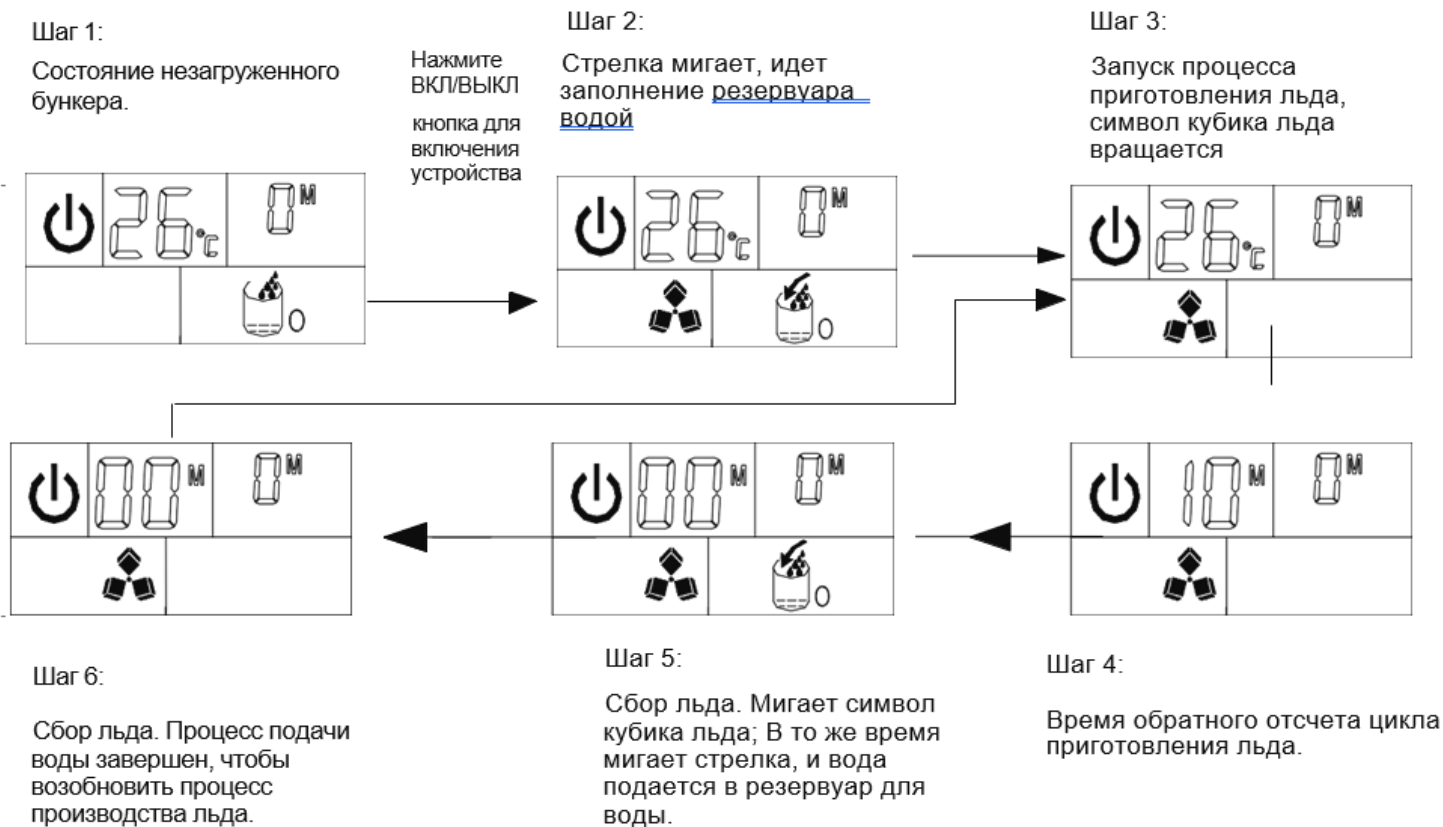 Шаг 1:
Состояние незагруженного
бункера.
Нажмите
ВКЛ/ВЫКЛ
кнопка для
включения
устройства
Шаг 2:
Стрелка мигает, идет
заполнение резервуара
водой
Шаг 3:
Запуск процесса
приготовления льда,
символ кубика льда
вращается
26°C 0M
0
26°C 0M
0
26°C 0M
00M 0M
00M 0M
0
10M 0M
Шаг 6:
Сбор льда. Процесс подачи
воды завершен, чтобы
возобновить процесс
производства льда.
Шаг 5:
Сбор льда. Мигает символ
кубика льда; В то же время
мигает стрелка, и вода
подается в резервуар для
воды.
Шаг 4:
Время обратного отсчета цикла
приготовления льда.